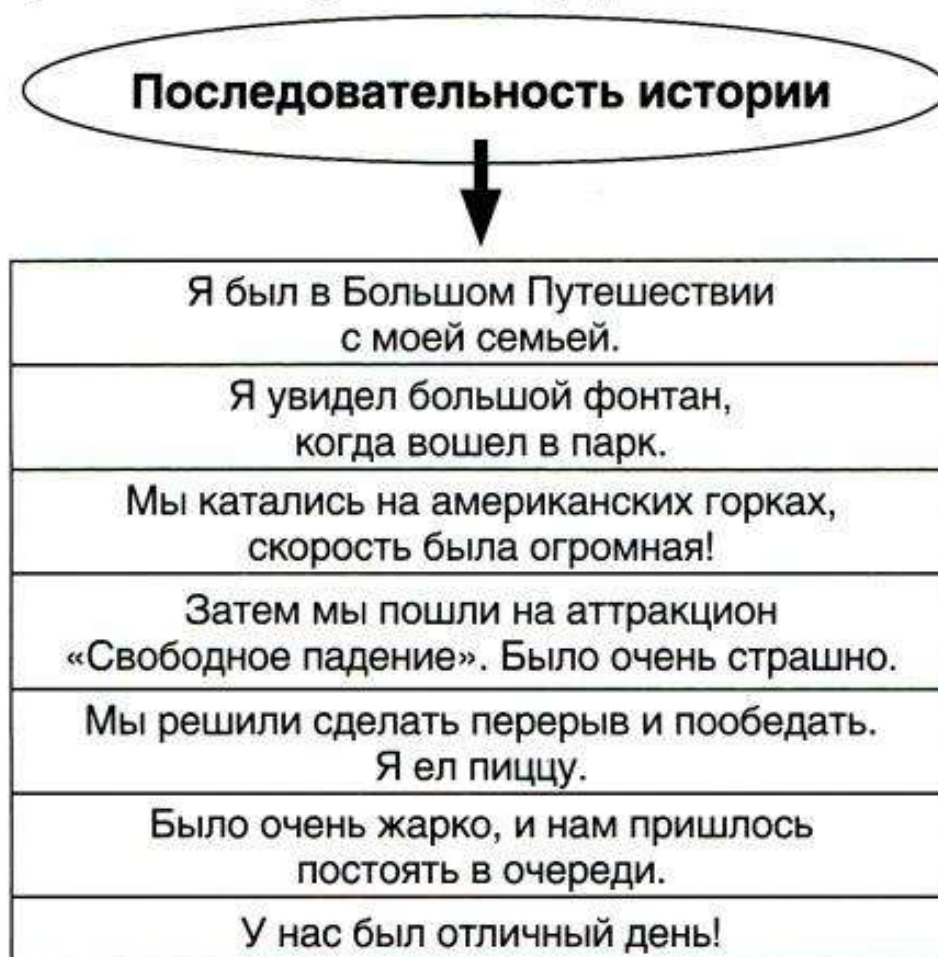 Последовательность истории
Я был в Большом Путешествии
с моей семьей.
Я увидел большой фонтан,
когда вошел в парк.
Мы катались на американских горках,
скорость была огромная!
Затем мы пошли на аттракцион
«Свободное падение». Было очень страшно.
Мы решили сделать перерыв и пообедать.
Я ел пиццу.
Было очень жарко, и нам пришлось
постоять в очереди.
У нас был отличный день!